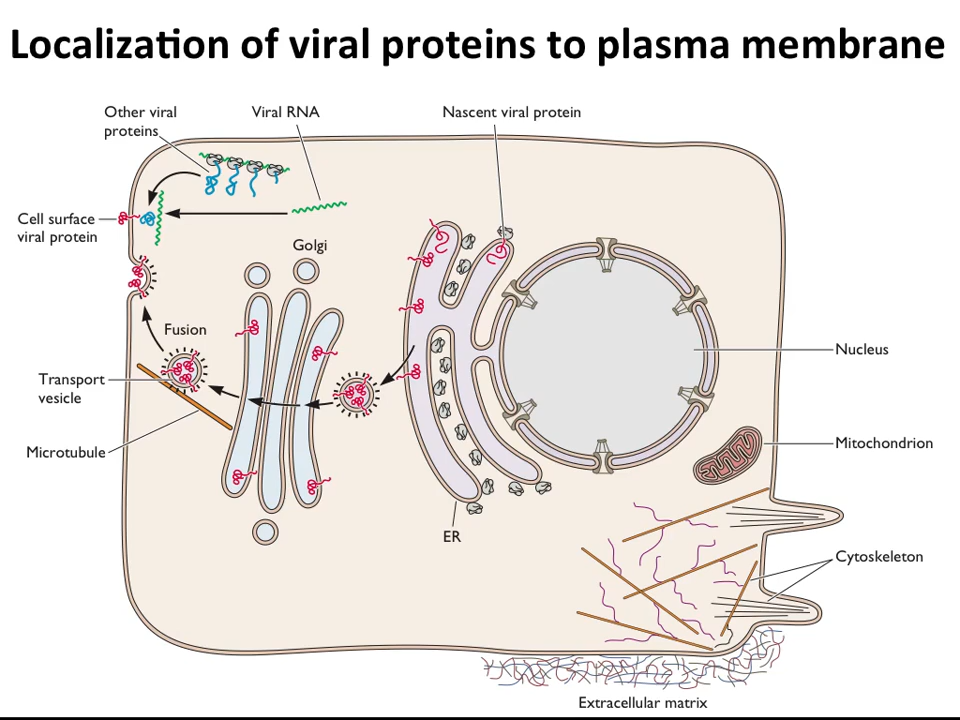 Localization of viral proteins to plasma membrane
Other viral
proteins
Viral RNA
Nascent viral protein
Cell surface
viral protein
Golgi
Fusion
Transport
vesicle
Microtubule
ER
Nucleus
Mitochondrion
Cytoskeleton
Extracellular matrix